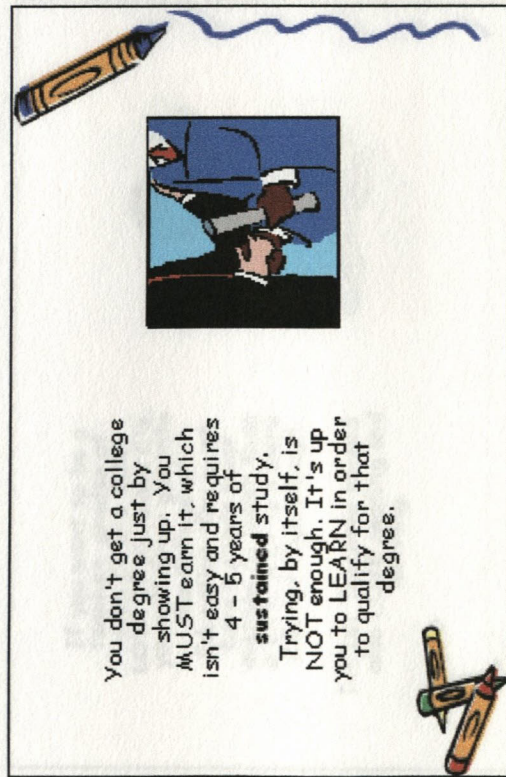 You don't get a college
degree just by
showing up. You
MUST earn it, which
isn't easy and requires
4 - 5 years of
sustained study.
Trying, by itself, is
NOT enough. It's up
you to LEARN in order
to qualify for that
degree.